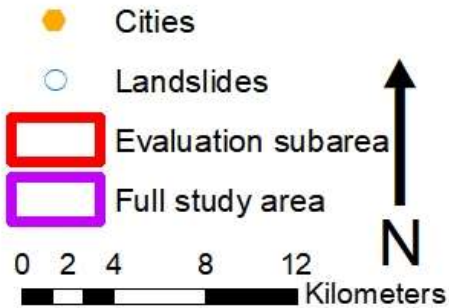 Cities
Landslides
Evaluation subarea
Full study area
N
0 2 4 8 12
Kilometers